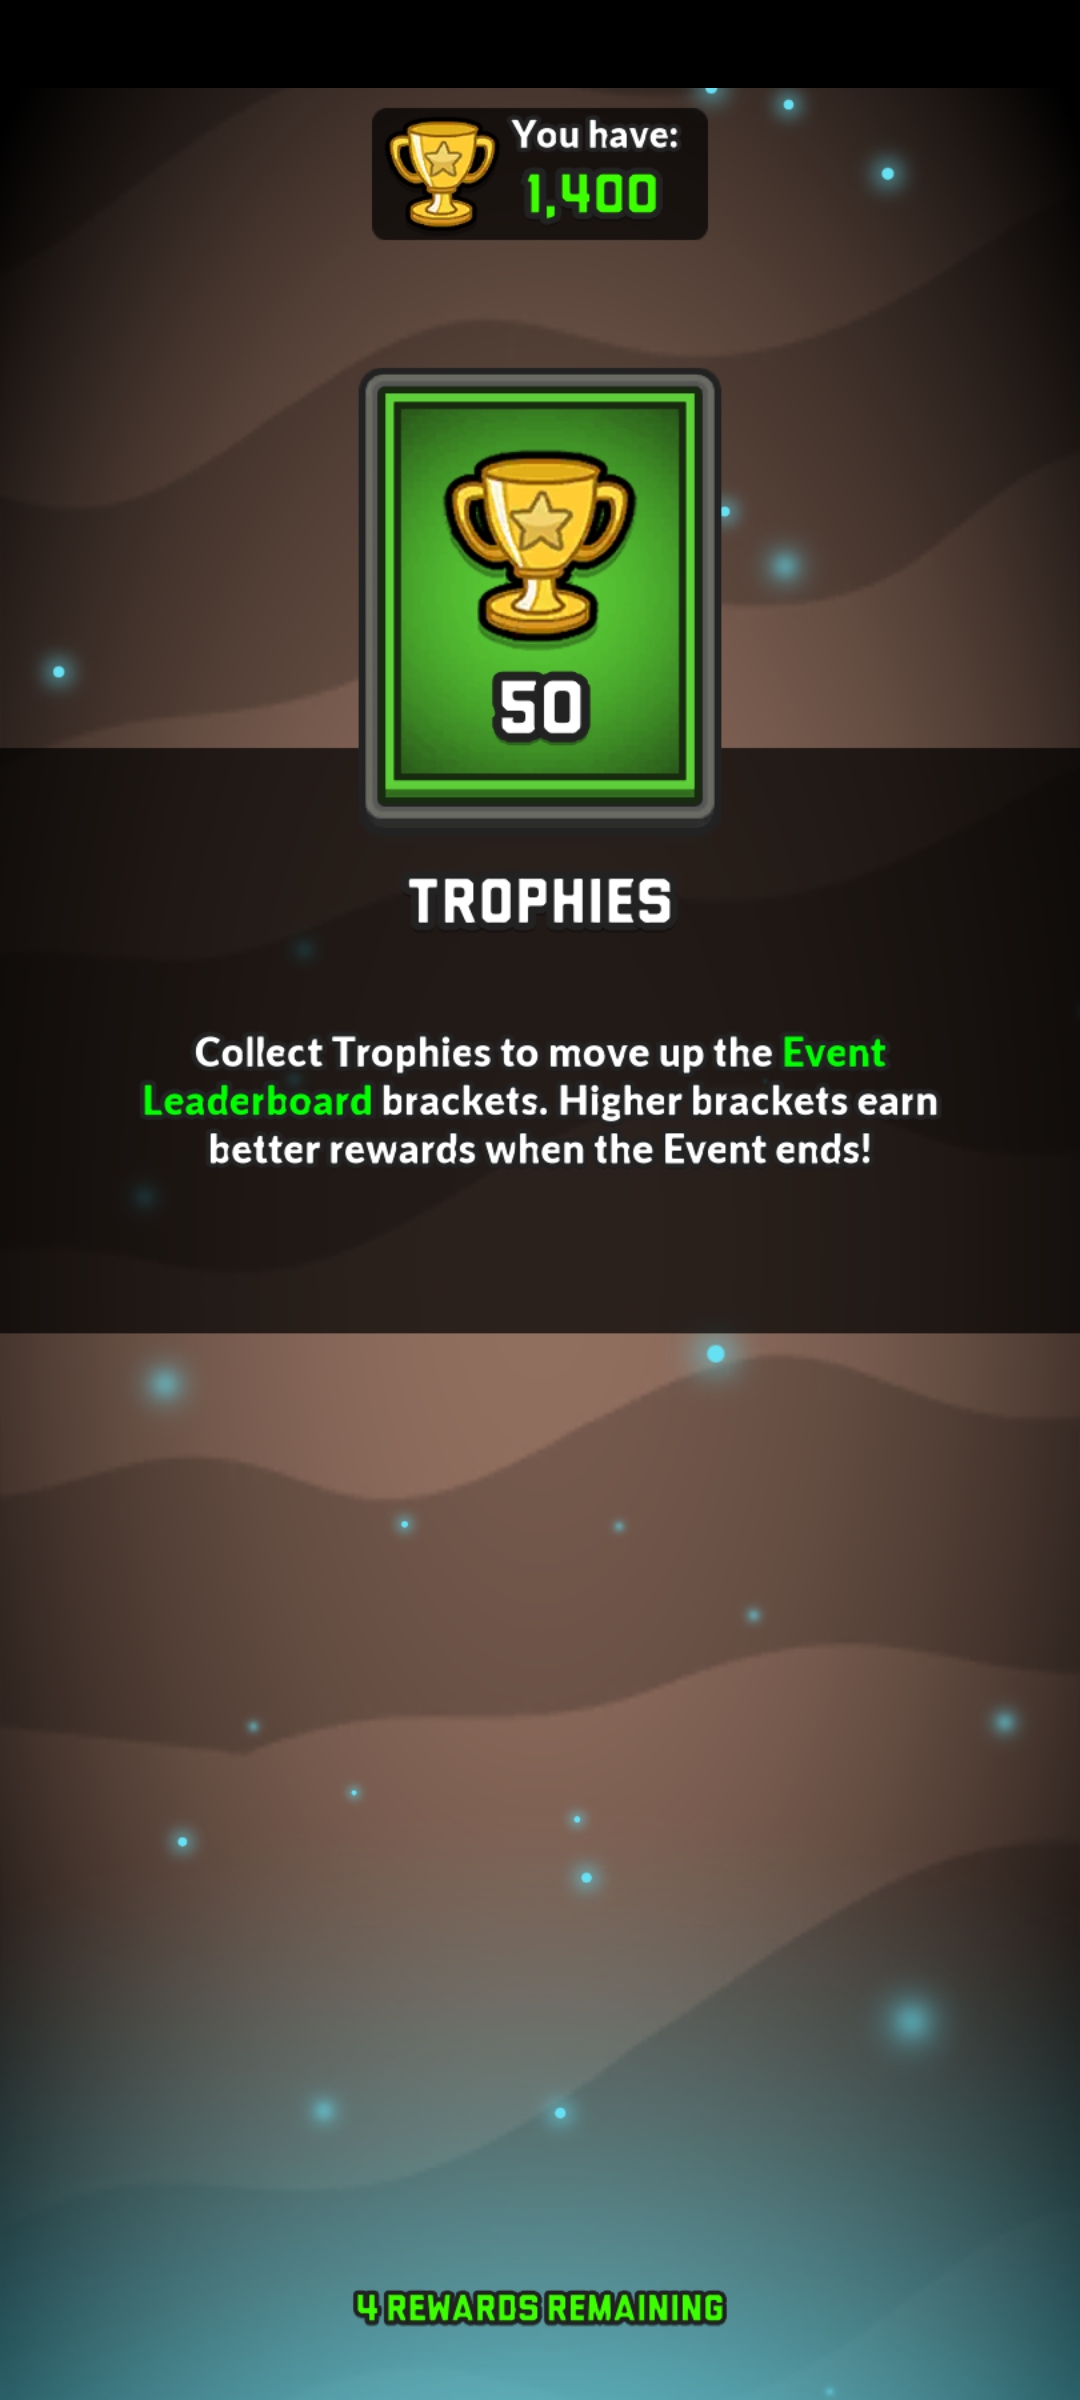 You have:
1,400
50
TROPHIES
Collect Trophies to move up the Event
Leaderboard brackets. Higher brackets earn
better rewards when the Event ends!
4 REWARDS REMAINING